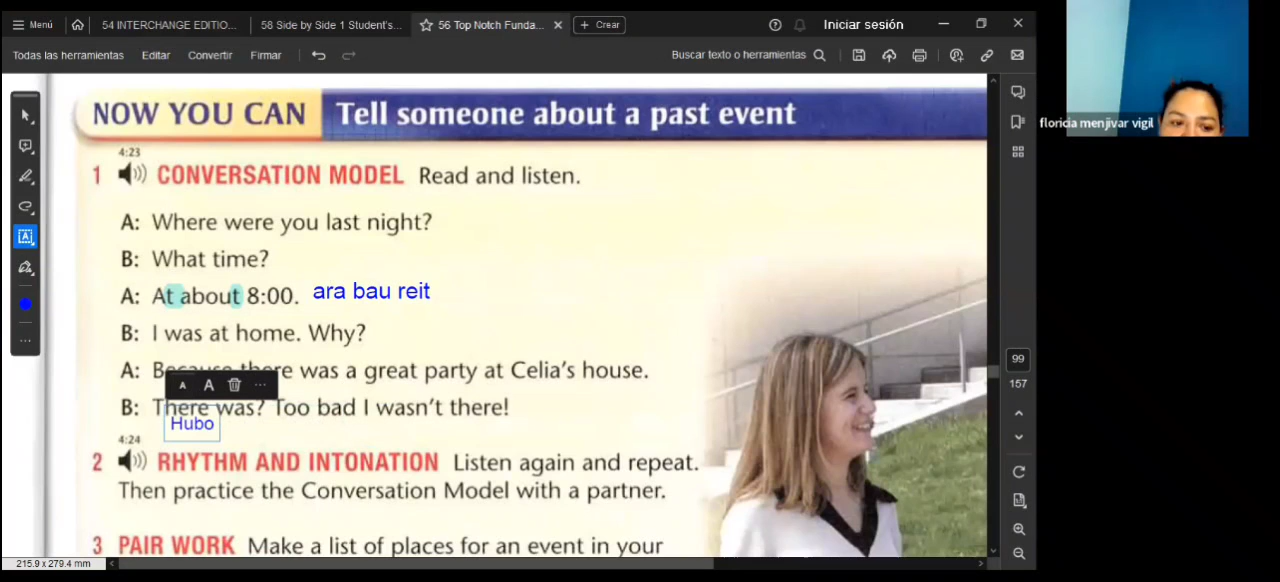 Menú 54 INTERCHANGE EDITIO... 58 Side by Side 1 Student's... 56 Top Notch Funda... Crear Iniciar sesión
Todas las herramientas Editar Convertir Firmar Buscar texto o herramientas
floricia menjivar vigil
NOW YOU CAN Tell someone about a past event
4:23
1 CONVERSATION MODEL Read and listen.
A: Where were you last night?
B: What time?
A: At about 8:00. ara bau reit
B: I was at home. Why?
A: Because there was a great party at Celia's house.
B: There was? Too bad I wasn't there!
Hubo
4:24
2 RHYTHM AND INTONATION Listen again and repeat.
Then practice the Conversation Model with a partner.
3 PAIR WORK Make a list of places for an event in your
99
157
215.9 x 279.4 mm